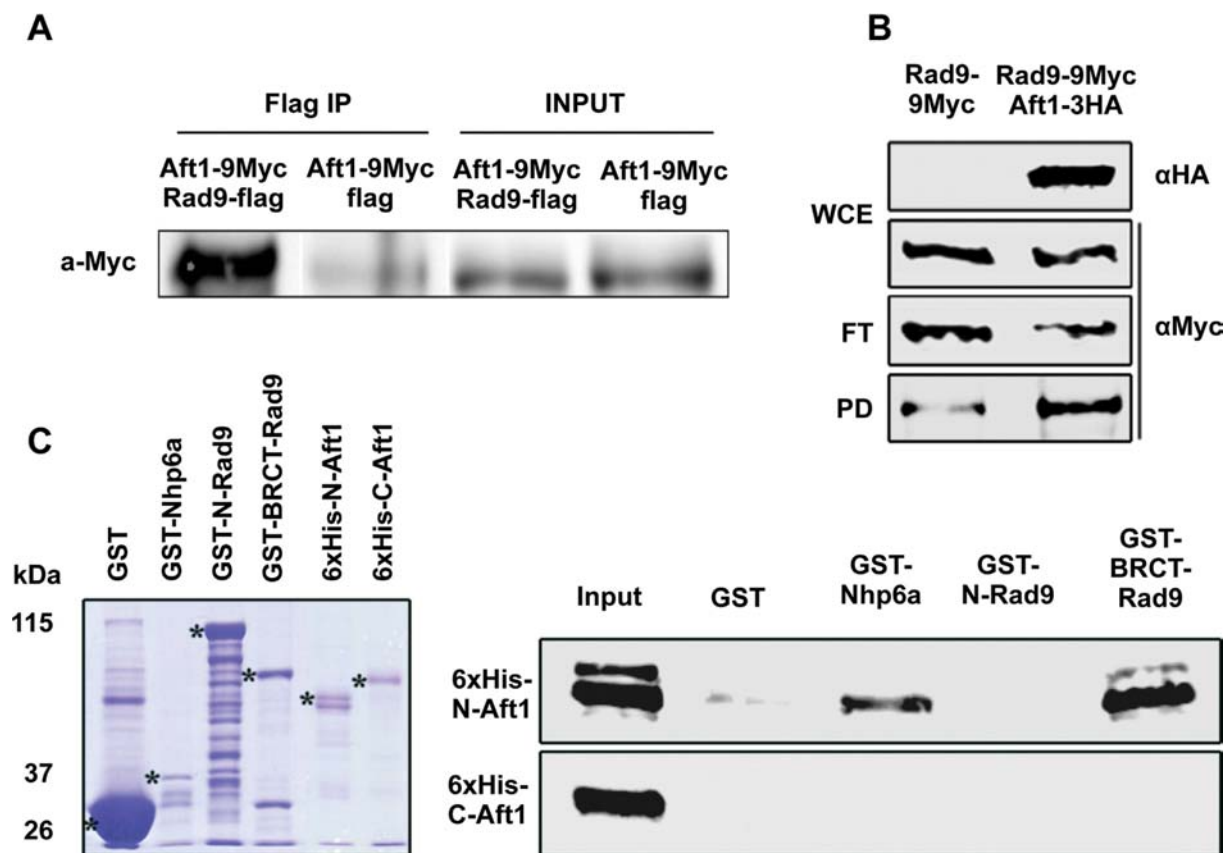 A
Flag IP
INPUT
Aft1-9Myc
Rad9-flag
Aft1-9Myc
flag
Aft1-9Myc
Rad9-flag
Aft1-9Myc
flag
a-Myc
B
Rad9-
9Myc
Rad9-9Myc
Aft1-3HA
WCE
FT
PD
αHA
αMyc
C
kDa
GST
GST-Nhp6a
GST-N-Rad9
GST-BRCT-Rad9
6xHis-N-Aft1
6xHis-C-Aft1
115
37
26
*
*
*
*
*
*
Input
GST
GST-
Nhp6a
GST-
N-Rad9
GST-
BRCT-
Rad9
6xHis-
N-Aft1
6xHis-
C-Aft1